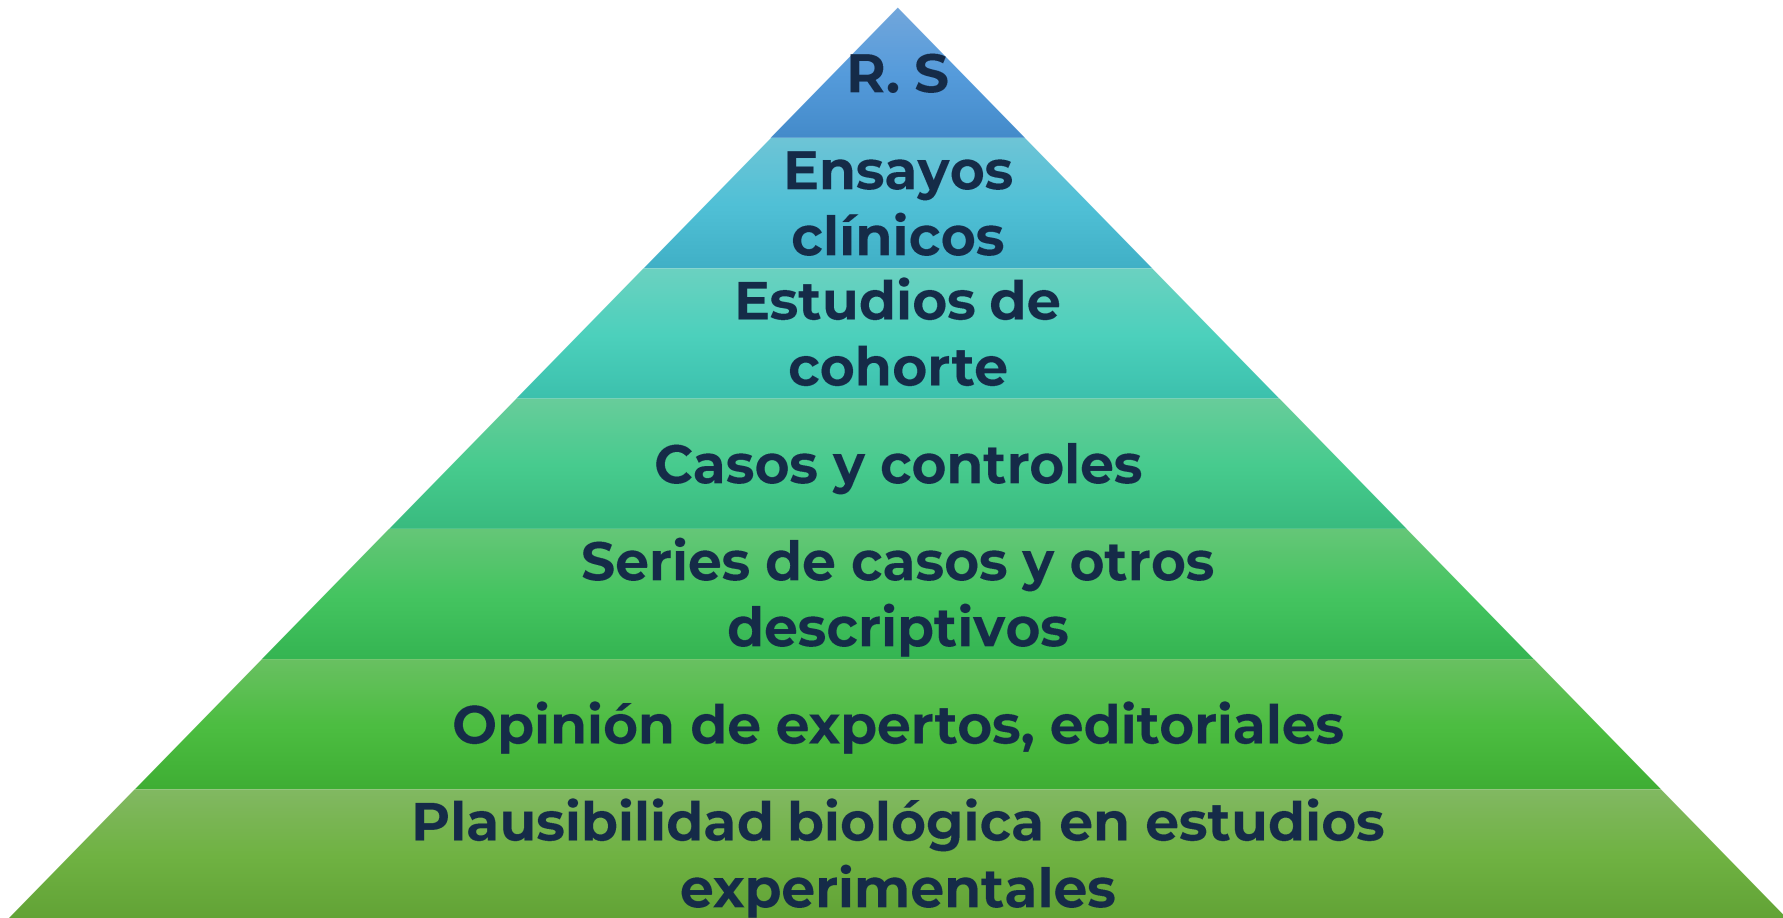 R. S
Ensayos
clínicos
Estudios de
cohorte
Casos y controles
Series de casos y otros
descriptivos
Opinión de expertos, editoriales
Plausibilidad biológica en estudios
experimentales